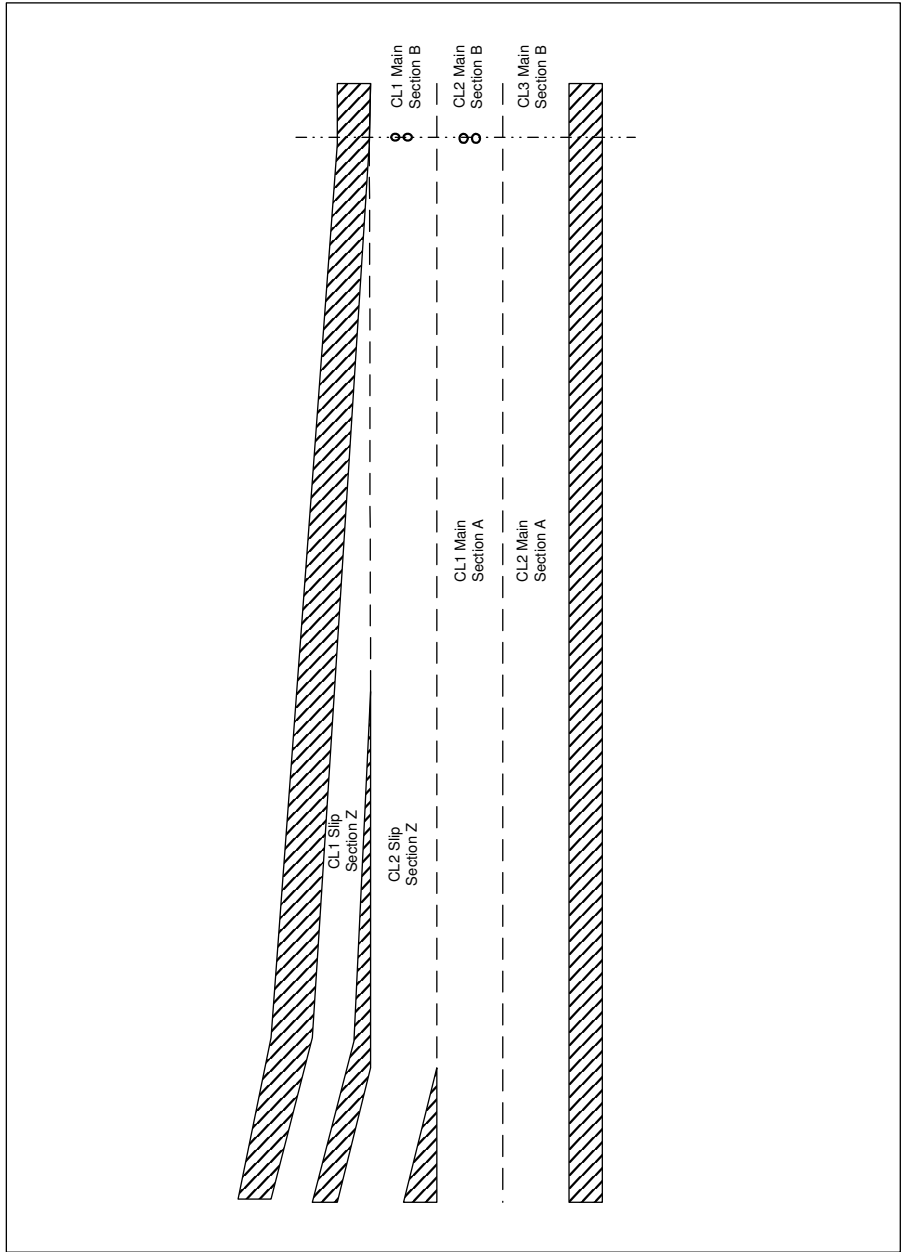 CL1 Main
Section B
CL2 Main
Section B
CL3 Main
Section B
CL1 Main
Section A
CL2 Main
Section A
CL1 Slip
Section Z
CL2 Slip
Section Z